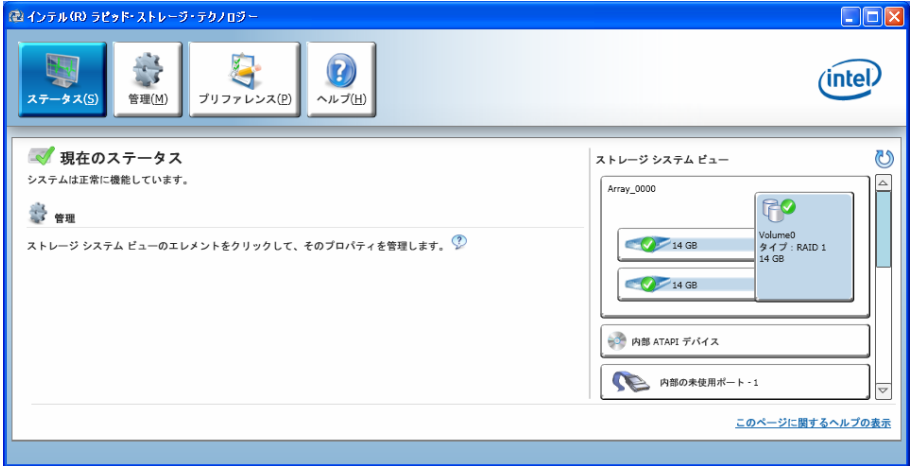 インテル(R) ラピッド・ストレージ・テクノロジー
ステータス(S)
管理(M)
プリファレンス(P)
ヘルプ(H)
intel
現在のステータス
システムは正常に機能しています。
管理
ストレージ システム ビューのエレメントをクリックして、そのプロパティを管理します。
ストレージ システム ビュー
Array_0000
14 GB
14 GB
Volume0
タイプ : RAID 1
14 GB
内部 ATAPI デバイス
内部の未使用ポート - 1
このページに関するヘルプの表示